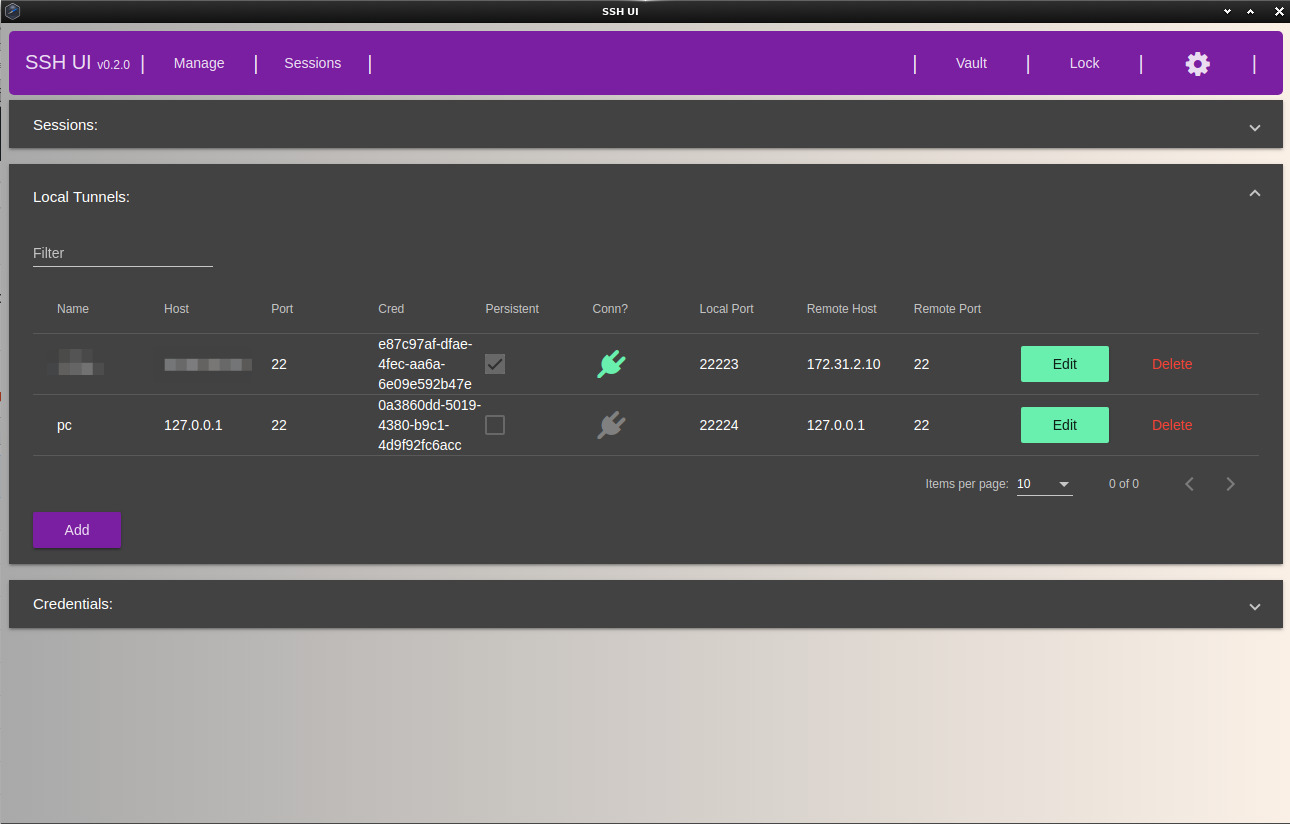 SSH UI
SSH UI v0.2.0 | Manage | Sessions | | Vault | Lock | |
Sessions:
Local Tunnels:
Filter
Name Host Port Cred Persistent Conn? Local Port Remote Host Remote Port
22 e87c97af-dfae-4fec-aa6a-6e09e592b47e 22223 172.31.2.10 22 Edit Delete
pc 127.0.0.1 22 0a3860dd-5019-4380-b9c1-4d9f92fc6acc 22224 127.0.0.1 22 Edit Delete
Items per page: 10 0 of 0
Add
Credentials: